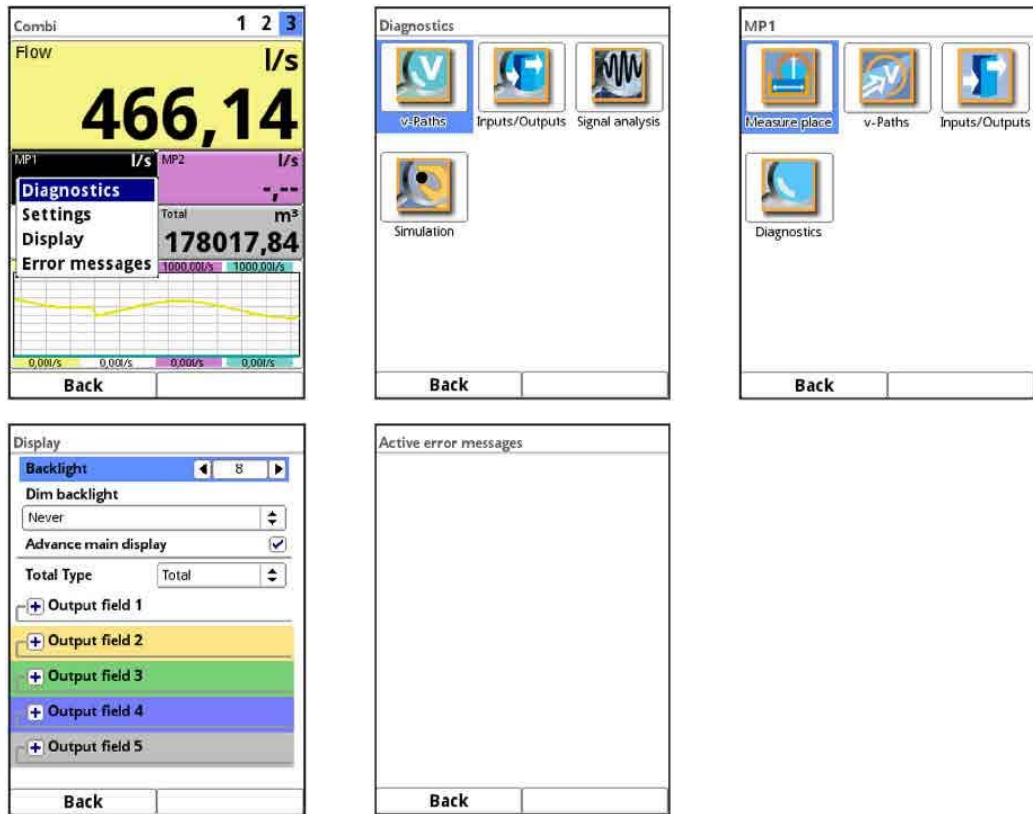 Combi
1 2 3
Flow
l/s
466,14
MP1 l/s
MP2 l/s
-,--
Diagnostics
Settings
Display
Error messages
Total m³
178017,84
1000,00l/s 1000,00l/s
0,00l/s 0,00l/s 0,00l/s 0,00l/s
Back
Diagnostics
v-Paths Inputs/Outputs Signal analysis
Simulation
Back
MP1
Measure place v-Paths Inputs/Outputs
Diagnostics
Back
Display
Backlight 8
Dim backlight
Never
Advance main display
Total Type Total
Output field 1
Output field 2
Output field 3
Output field 4
Output field 5
Back
Active error messages
Back